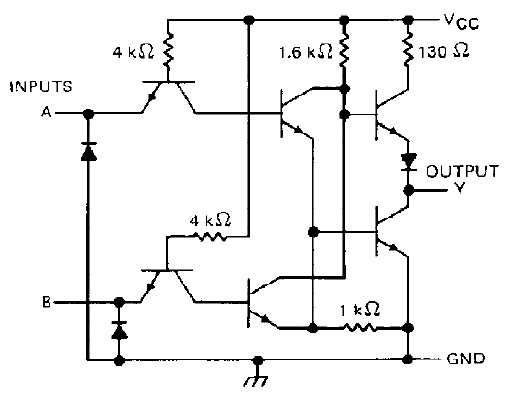 VCC
4 kΩ
1.6 kΩ
130 Ω
INPUTS
A
OUTPUT
Y
4 kΩ
B
1 kΩ
GND